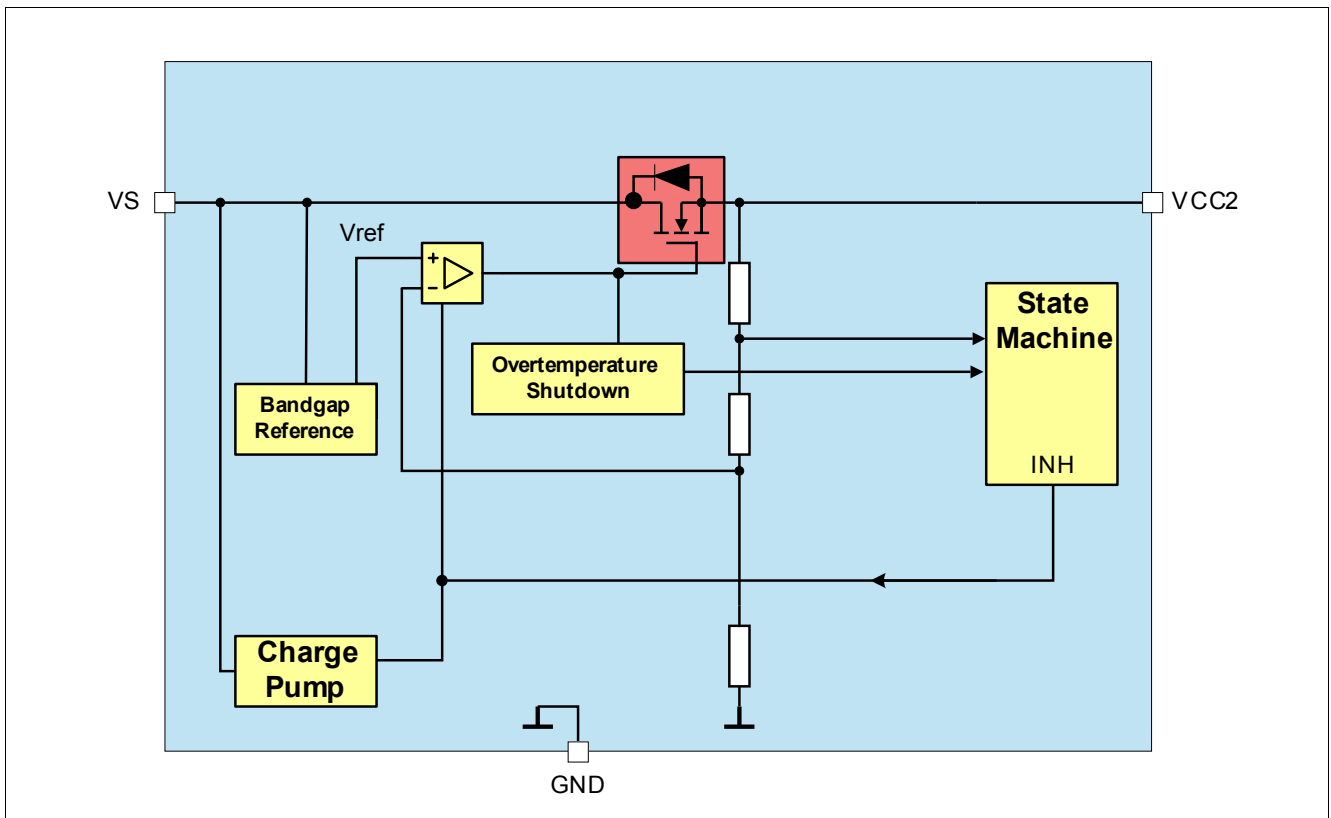 VS
VCC2
Vref
+
-
State
Machine
Overtemperature
Shutdown
Bandgap
Reference
INH
Charge
Pump
GND